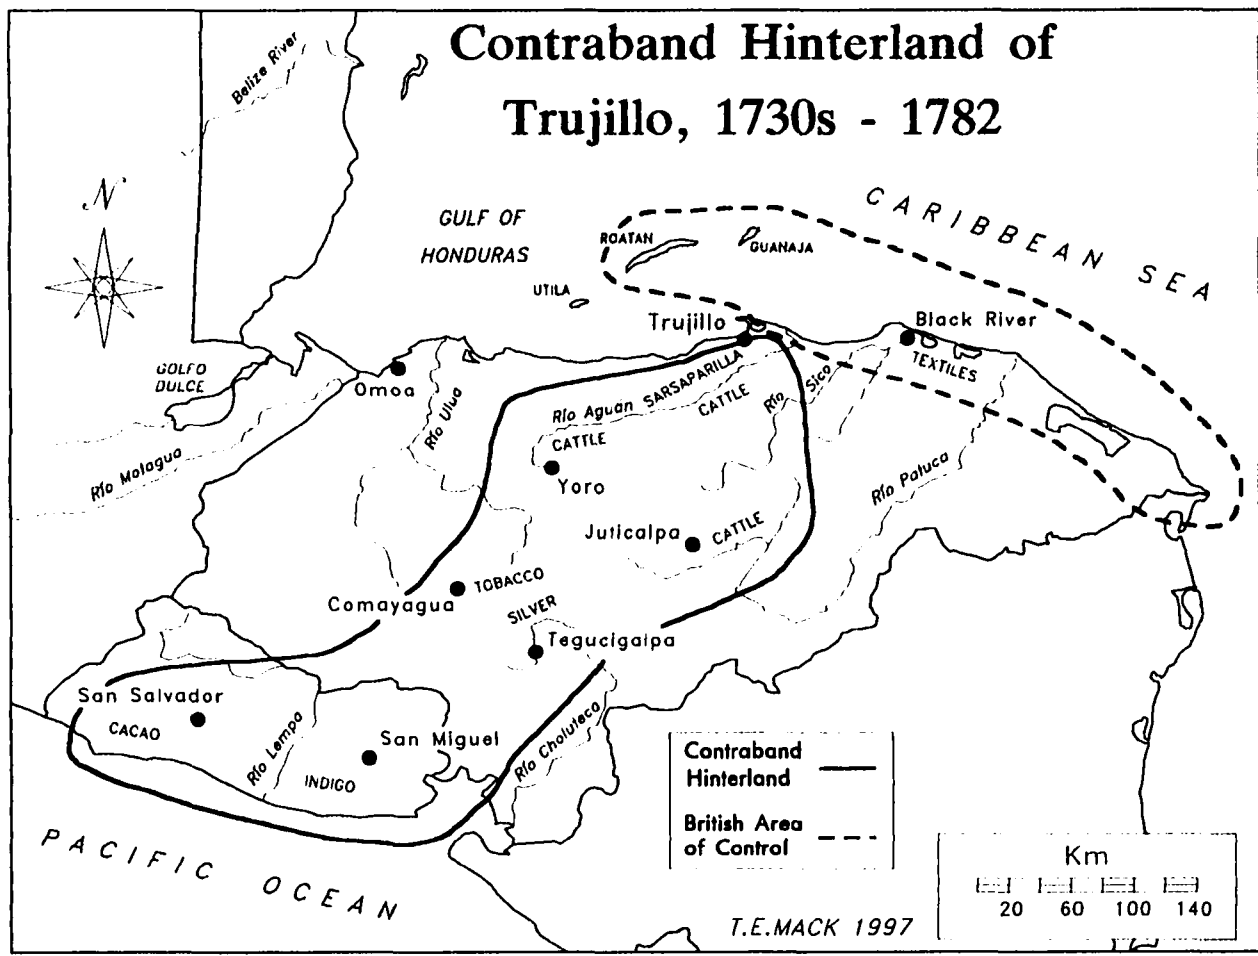 Contraband Hinterland of
Trujillo, 1730s - 1782
Belize River
N
CARIBBEAN SEA
GULF OF
HONDURAS
ROATAN
GUANAJA
UTILA
Trujillo
Black River
TEXTILES
GOLFO
DULCE
Omoa
Río Ulua
Río Motagua
Río Aguán
SARSAPARILLA
CATTLE
Río Sico
CATTLE
Yoro
Río Patuca
Juticalpa
CATTLE
TOBACCO
Comayagua
SILVER
Tegucigalpa
San Salvador
CACAO
Río Lempa
San Miguel
INDIGO
Río Choluteca
PACIFIC OCEAN
Contraband
Hinterland
British Area
of Control
Km
20 60 100 140
T.E.MACK 1997